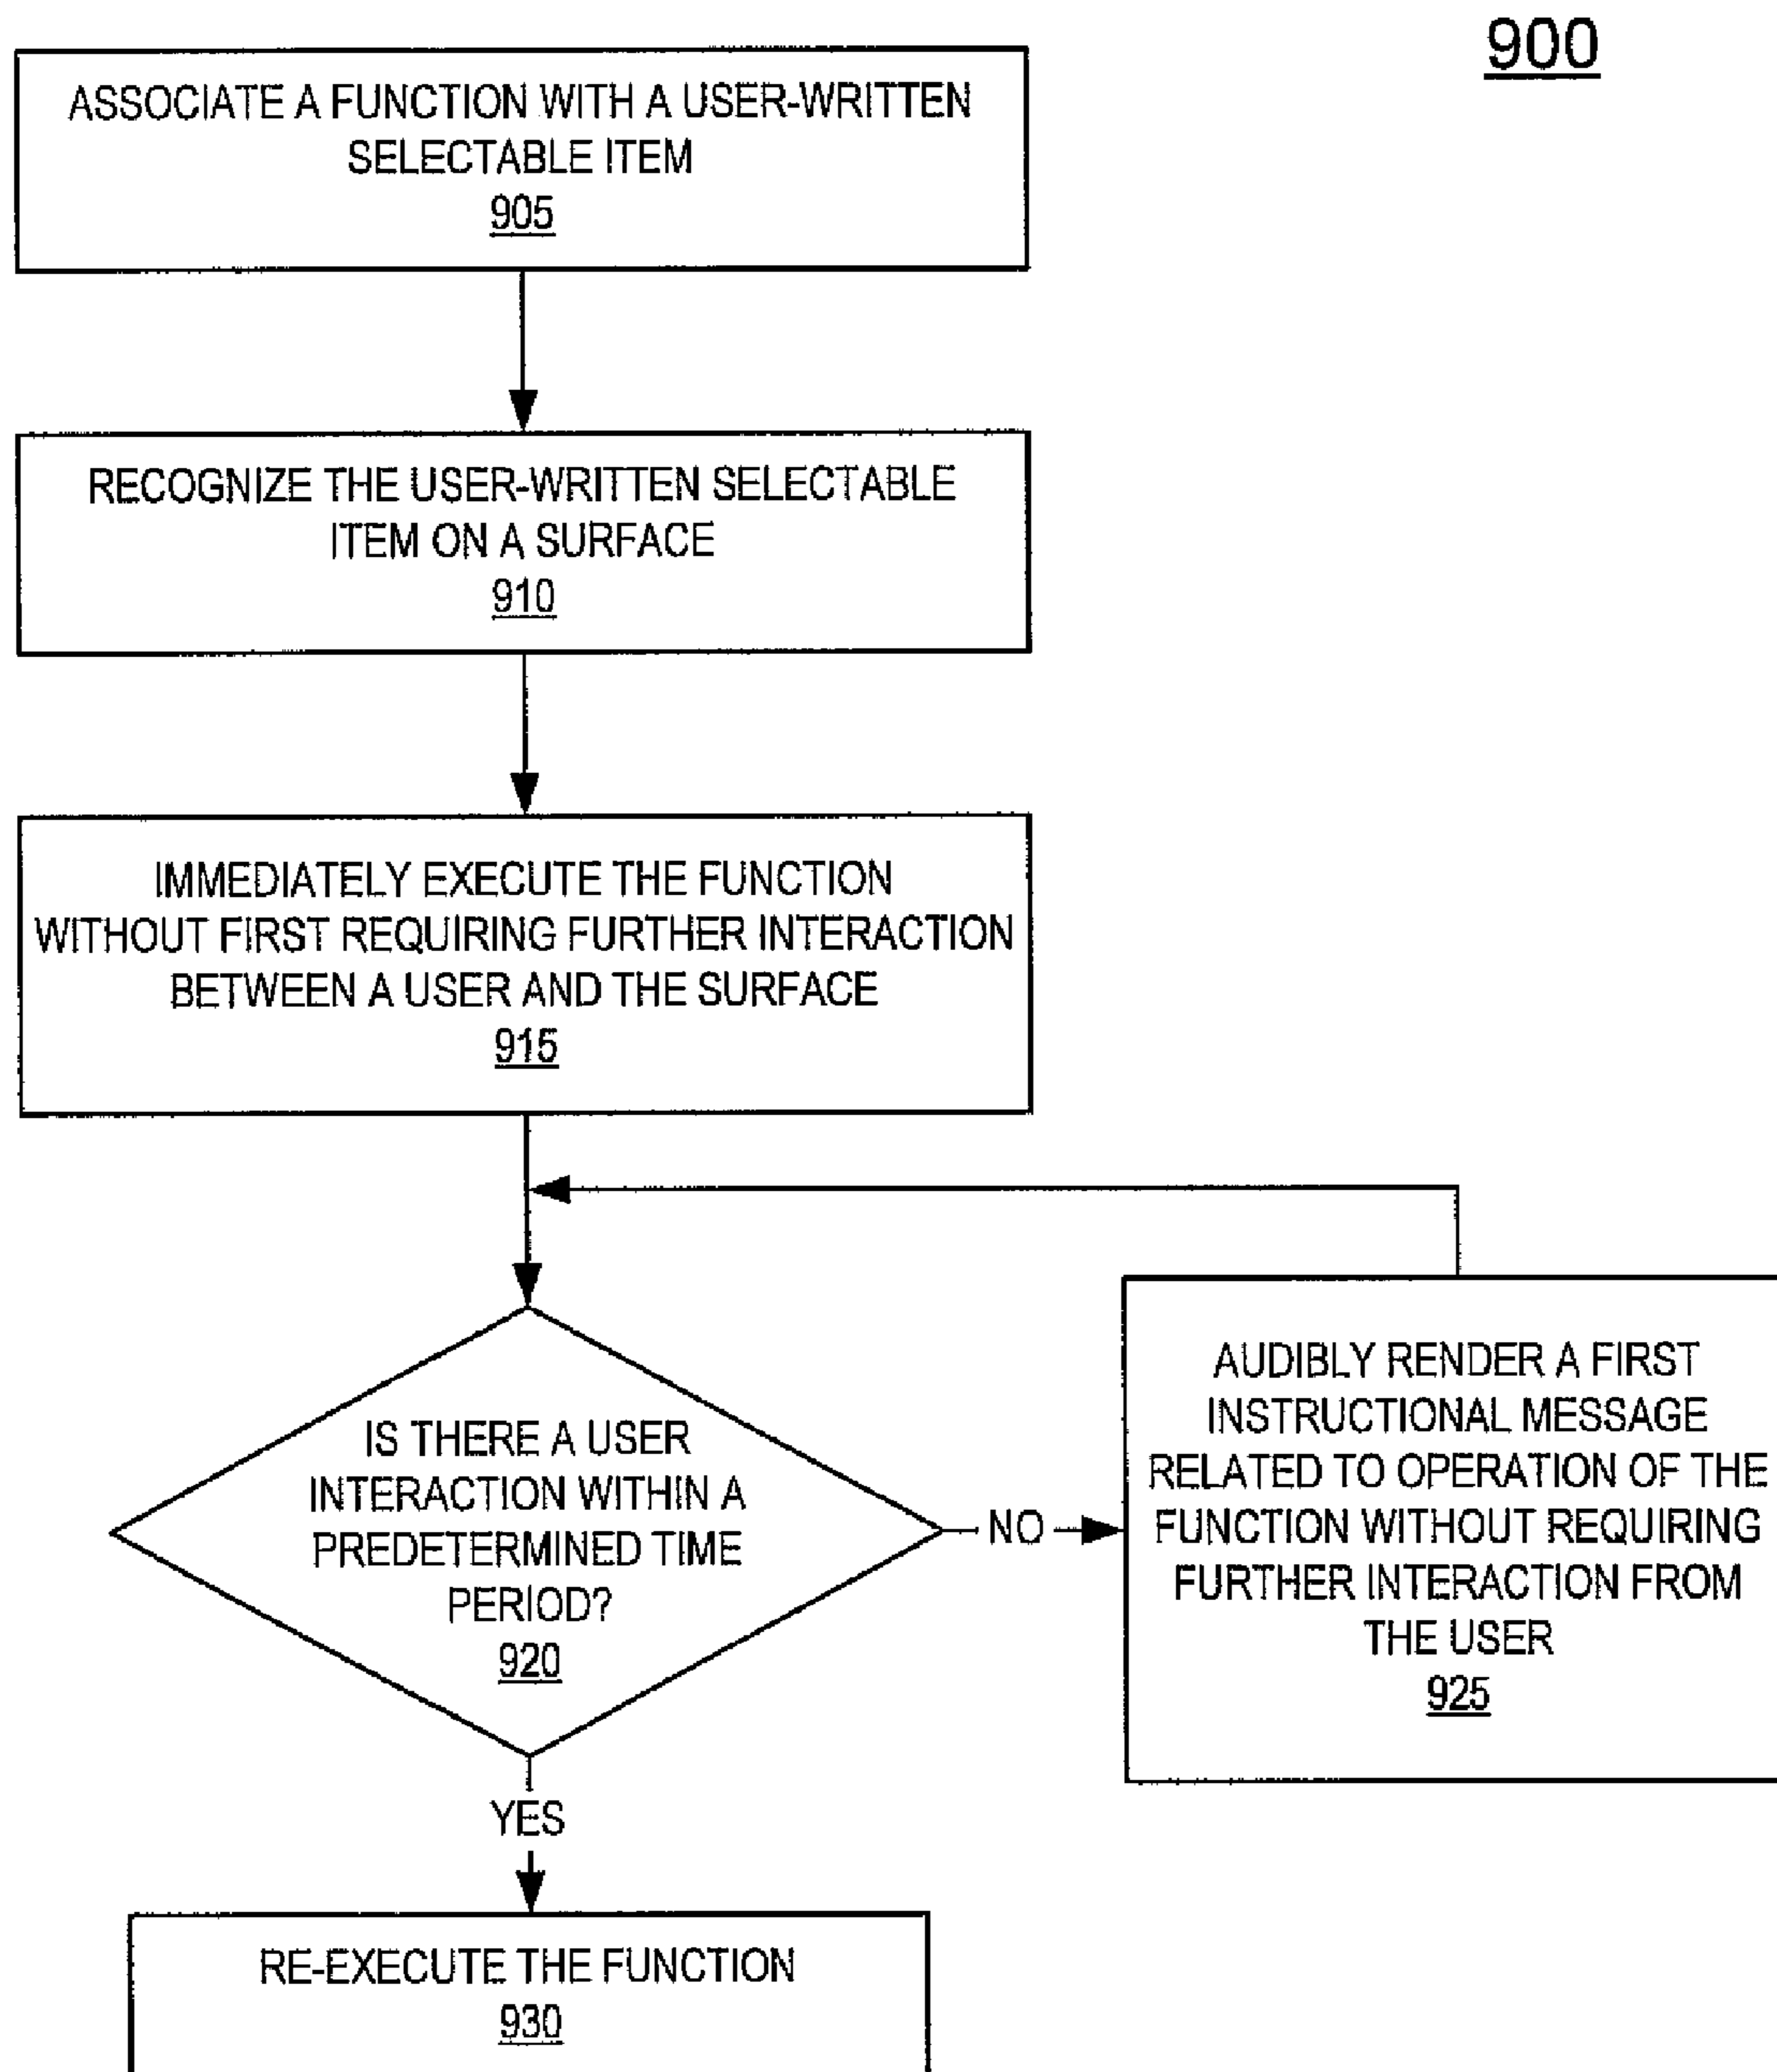 900
ASSOCIATE A FUNCTION WITH A USER-WRITTEN
SELECTABLE ITEM
905
RECOGNIZE THE USER-WRITTEN SELECTABLE
ITEM ON A SURFACE
910
IMMEDIATELY EXECUTE THE FUNCTION
WITHOUT FIRST REQUIRING FURTHER INTERACTION
BETWEEN A USER AND THE SURFACE
915
IS THERE A USER
INTERACTION WITHIN A
PREDETERMINED TIME
PERIOD?
920
NO
AUDIBLY RENDER A FIRST
INSTRUCTIONAL MESSAGE
RELATED TO OPERATION OF THE
FUNCTION WITHOUT REQUIRING
FURTHER INTERACTION FROM
THE USER
925
YES
RE-EXECUTE THE FUNCTION
930